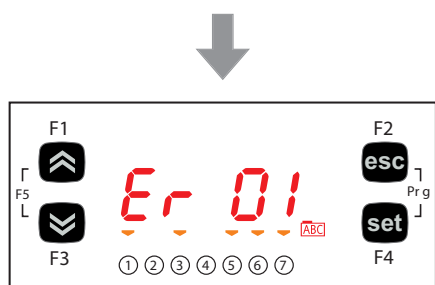 F1 F2
esc
F5 Er 01 Prg
ABC set
F3 ① ② ③ ④ ⑤ ⑥ ⑦ F4